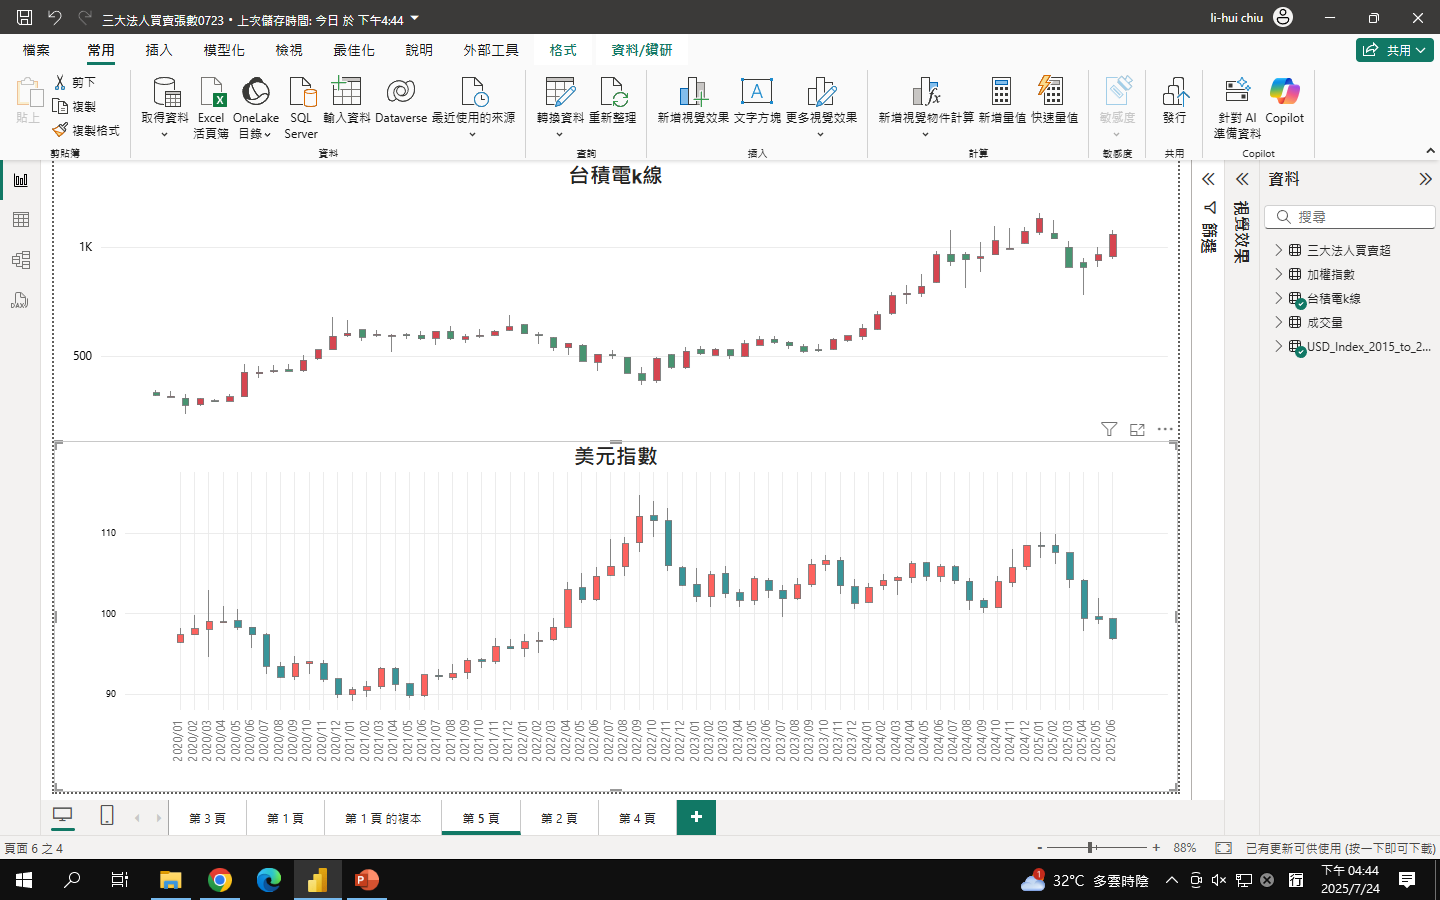 三大法人買賣張數0723 • 上次儲存時間: 今日 於 下午4:44
li-hui chiu
檔案 常用 插入 模型化 檢視 最佳化 說明 外部工具 格式 資料/鑽研
共用
貼上
剪下
複製
複製格式
取得資料
Excel 活頁簿
OneLake 目錄
SQL Server
輸入資料
Dataverse
最近使用的來源
轉換資料
重新整理
新增視覺效果
文字方塊
更多視覺效果
新增視覺物件計算
新增量值
快速量值
敏感度
發行
針對 AI 準備資料
Copilot
剪貼簿 資料 查詢 插入 計算 敏感度 共用 Copilot
台積電k線
1K
500
美元指數
110
100
90
2020/01
2020/02
2020/03
2020/04
2020/05
2020/06
2020/07
2020/08
2020/09
2020/10
2020/11
2020/12
2021/01
2021/02
2021/03
2021/04
2021/05
2021/06
2021/07
2021/08
2021/09
2021/10
2021/11
2021/12
2022/01
2022/02
2022/03
2022/04
2022/05
2022/06
2022/07
2022/08
2022/09
2022/10
2022/11
2022/12
2023/01
2023/02
2023/03
2023/04
2023/05
2023/06
2023/07
2023/08
2023/09
2023/10
2023/11
2023/12
2024/01
2024/02
2024/03
2024/04
2024/05
2024/06
2024/07
2024/08
2024/09
2024/10
2024/11
2024/12
2025/01
2025/02
2025/03
2025/04
2025/05
2025/06
篩選
視覺效果
資料
搜尋
三大法人買賣超
加權指數
台積電k線
成交量
USD_Index_2015_to_2...
DAX
第 3 頁 第 1 頁 第 1 頁 的複本 第 5 頁 第 2 頁 第 4 頁
頁面 6 之 4
- + 88%
已有更新可供使用 (按一下即可下載)
1
32°C 多雲時陰
行
下午 04:44
2025/7/24